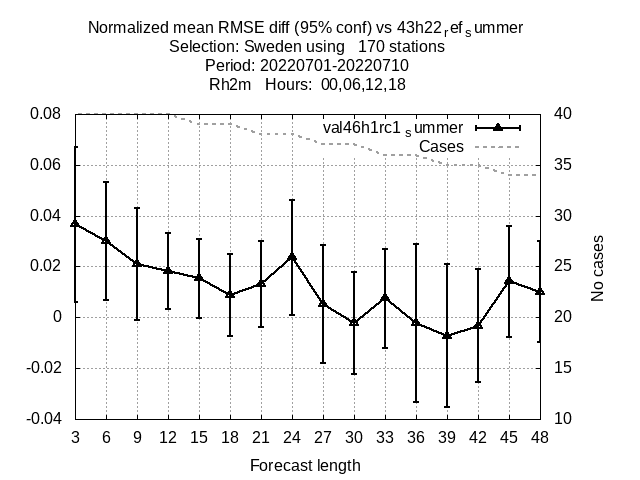 Normalized mean RMSE diff (95% conf) vs 43h22refsummer
Selection: Sweden using   170 stations
Period: 20220701-20220710
Rh2m   Hours:  00,06,12,18
val46h1rc1summer
Cases
0.08
0.06
0.04
0.02
0
-0.02
-0.04
40
35
30
25
20
15
10
No cases
3 6 9 12 15 18 21 24 27 30 33 36 39 42 45 48
Forecast length